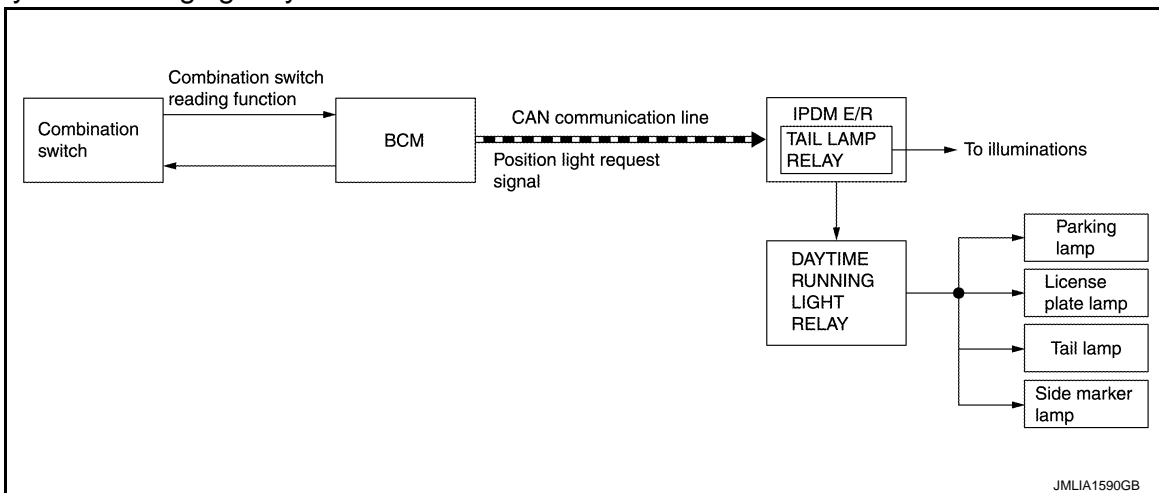 Combination switch
reading function
Combination
switch
BCM
CAN communication line
Position light request
signal
IPDM E/R
TAIL LAMP
RELAY
To illuminations
DAYTIME
RUNNING
LIGHT
RELAY
Parking
lamp
License
plate lamp
Tail lamp
Side marker
lamp
JMLIA1590GB